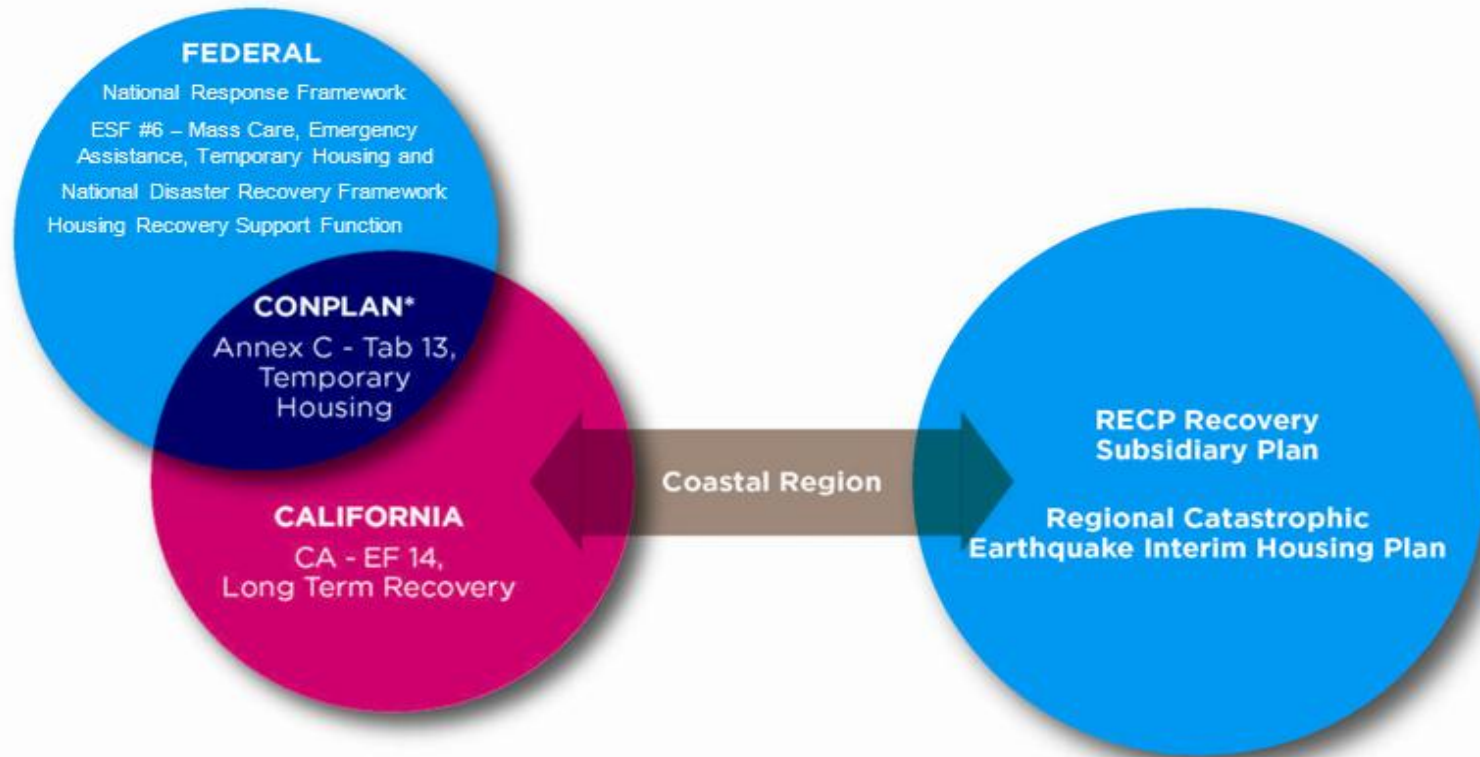 FEDERAL
National Response Framework
ESF #6 – Mass Care, Emergency
Assistance, Temporary Housing and
National Disaster Recovery Framework
Housing Recovery Support Function
CONPLAN*
Annex C - Tab 13,
Temporary
Housing
CALIFORNIA
CA - EF 14,
Long Term Recovery
Coastal Region
RECP Recovery
Subsidiary Plan
Regional Catastrophic
Earthquake Interim Housing Plan